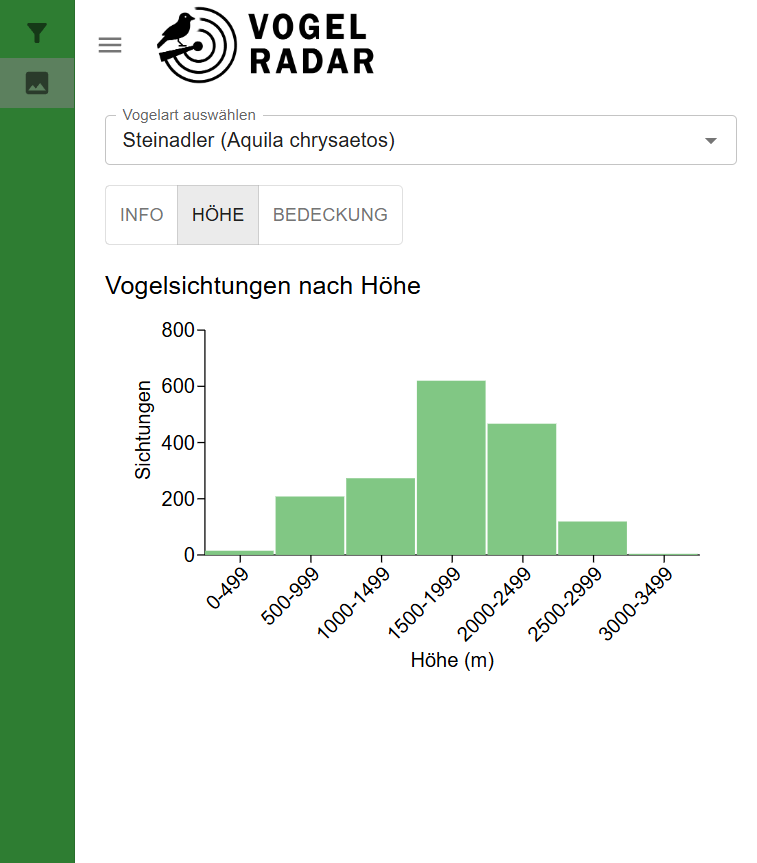 VOGEL
RADAR
Vogelart auswählen
Steinadler (Aquila chrysaetos)
INFO
HÖHE
BEDECKUNG
Vogelsichtungen nach Höhe
800
600
400
200
0
Sichtungen
0-499
500-999
1000-1499
1500-1999
2000-2499
2500-2999
3000-3499
Höhe (m)